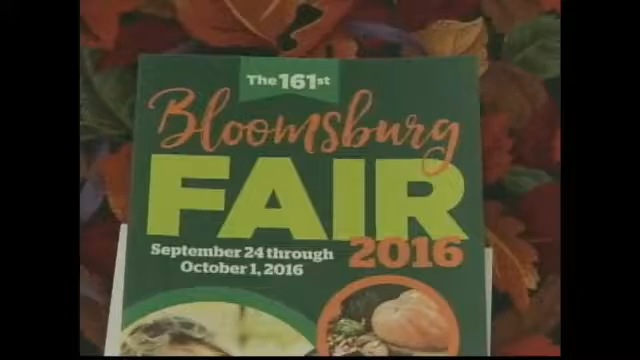 The 161st
Bloomsburg
FAIR
September 24 through
October 1, 2016
2016